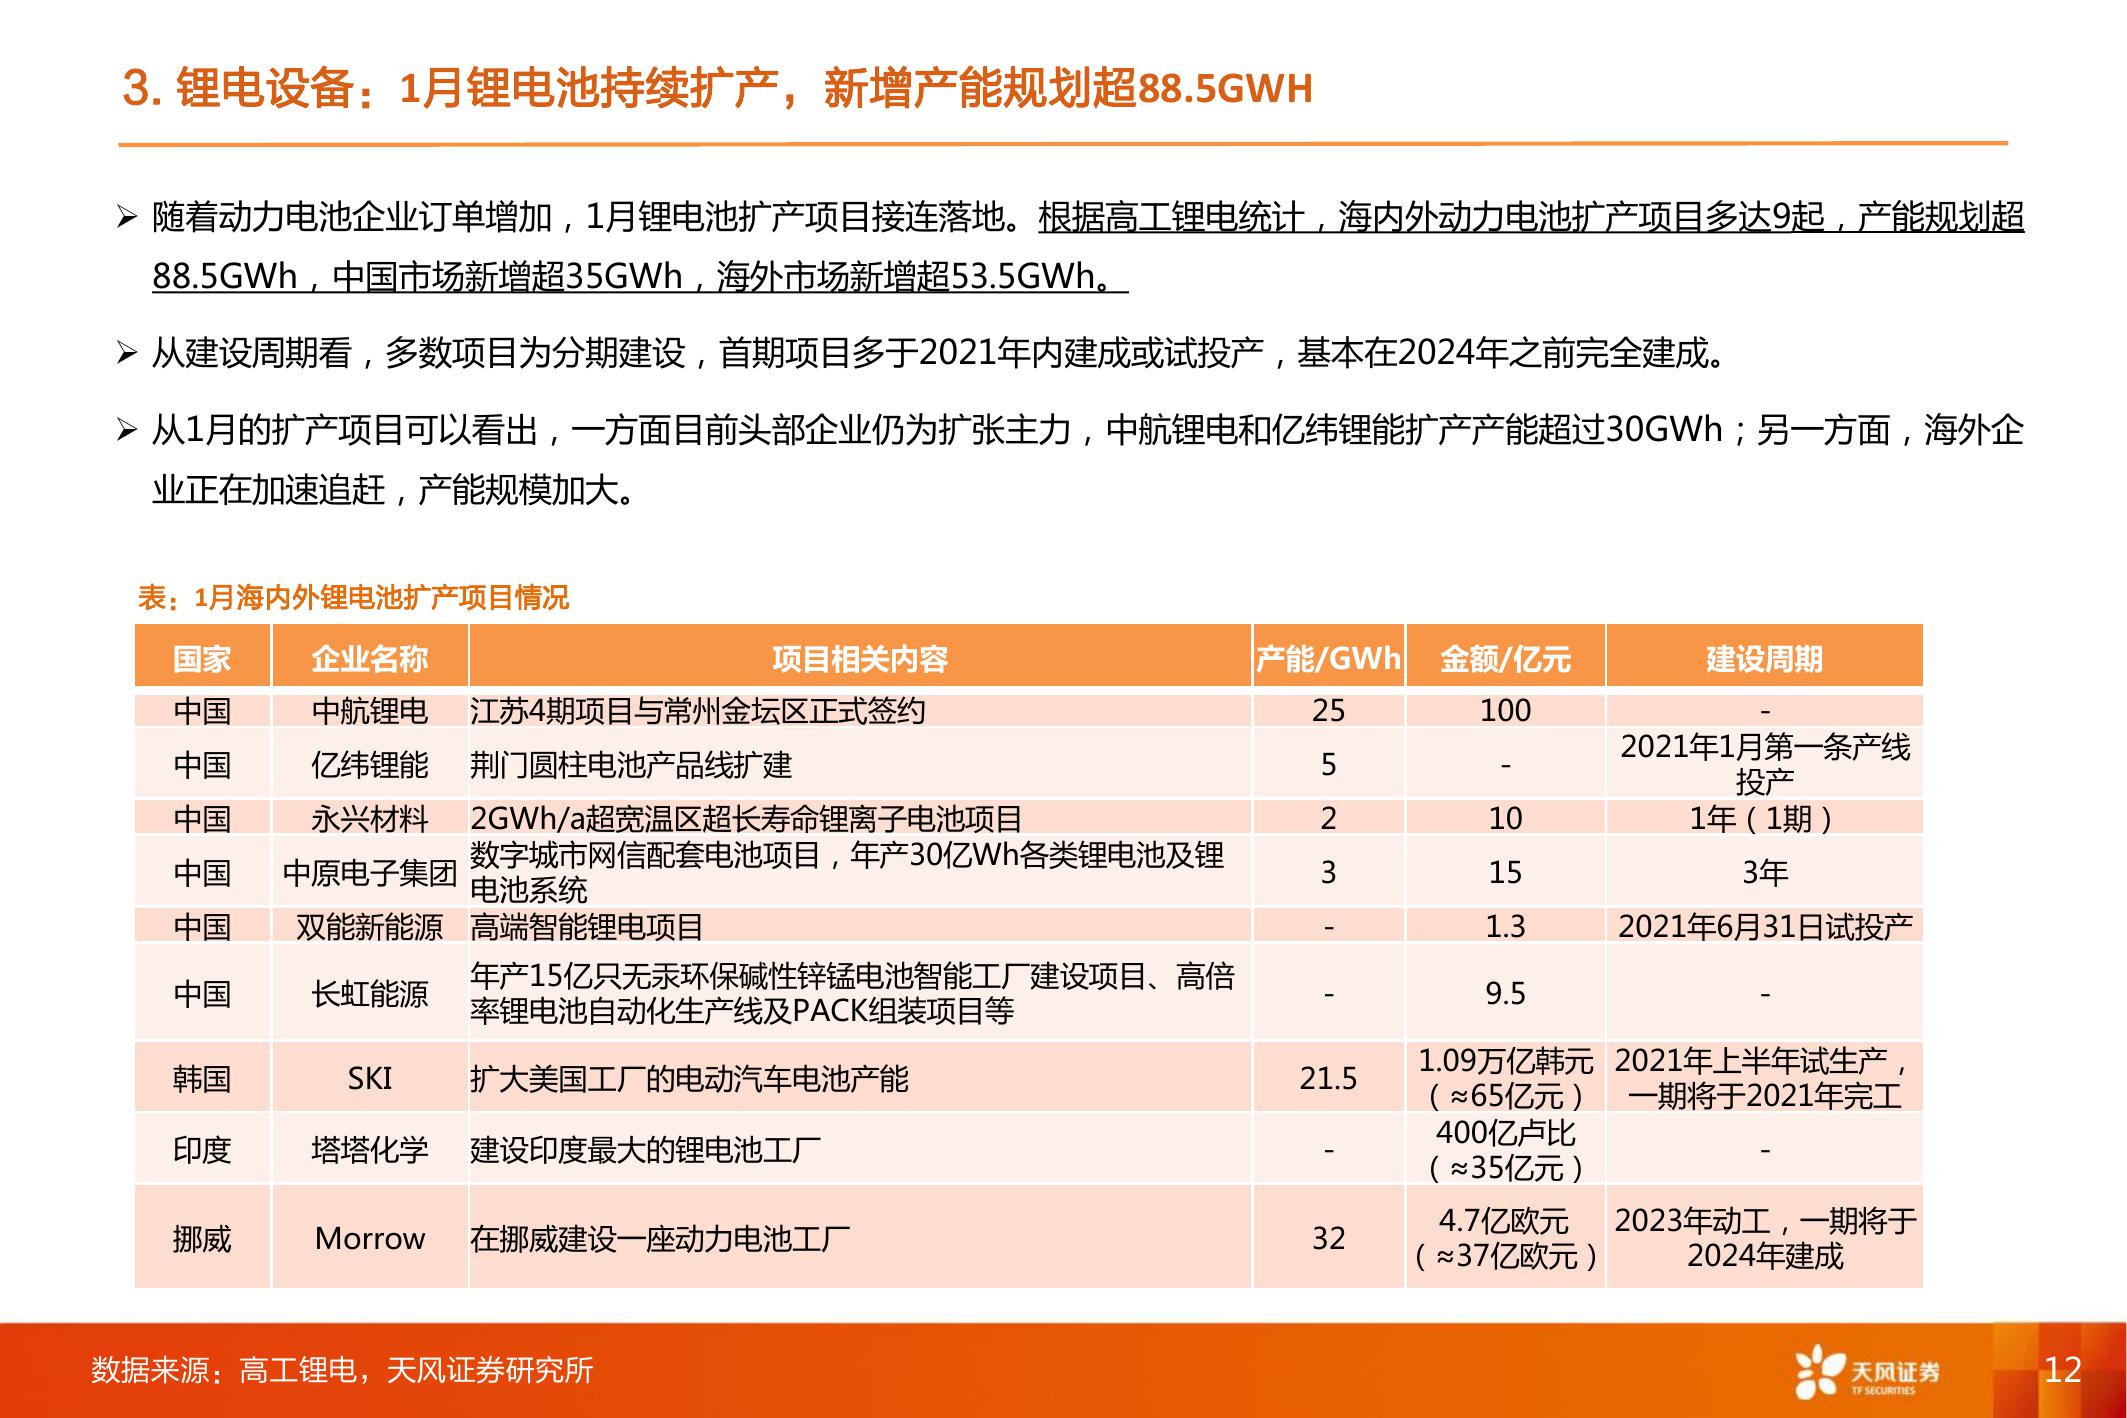 3. 锂电设备：1月锂电池持续扩产，新增产能规划超88.5GWH
➢ 随着动力电池企业订单增加，1月锂电池扩产项目接连落地。根据高工锂电统计，海内外动力电池扩产项目多达9起，产能规划超
88.5GWh，中国市场新增超35GWh，海外市场新增超53.5GWh。
➢ 从建设周期看，多数项目为分期建设，首期项目多于2021年内建成或试投产，基本在2024年之前完全建成。
➢ 从1月的扩产项目可以看出，一方面目前头部企业仍为扩张主力，中航锂电和亿纬锂能扩产产能超过30GWh；另一方面，海外企
业正在加速追赶，产能规模加大。
表：1月海内外锂电池扩产项目情况
国家 企业名称 项目相关内容 产能/GWh 金额/亿元 建设周期
中国 中航锂电 江苏4期项目与常州金坛区正式签约 25 100 -
中国 亿纬锂能 荆门圆柱电池产品线扩建 5 - 2021年1月第一条产线
投产
中国 永兴材料 2GWh/a超宽温区超长寿命锂离子电池项目 2 10 1年（1期）
中国 中原电子集团 数字城市网信配套电池项目，年产30亿Wh各类锂电池及锂
电池系统 3 15 3年
中国 双能新能源 高端智能锂电项目 - 1.3 2021年6月31日试投产
中国 长虹能源 年产15亿只无汞环保碱性锌锰电池智能工厂建设项目、高倍
率锂电池自动化生产线及PACK组装项目等 - 9.5 -
韩国 SKI 扩大美国工厂的电动汽车电池产能 21.5 1.09万亿韩元
（≈65亿元） 2021年上半年试生产，
一期将于2021年完工
印度 塔塔化学 建设印度最大的锂电池工厂 - 400亿卢比
（≈35亿元） -
挪威 Morrow 在挪威建设一座动力电池工厂 32 4.7亿欧元
（≈37亿欧元） 2023年动工，一期将于
2024年建成
数据来源：高工锂电，天风证券研究所
天风证券
TF SECURITIES
12